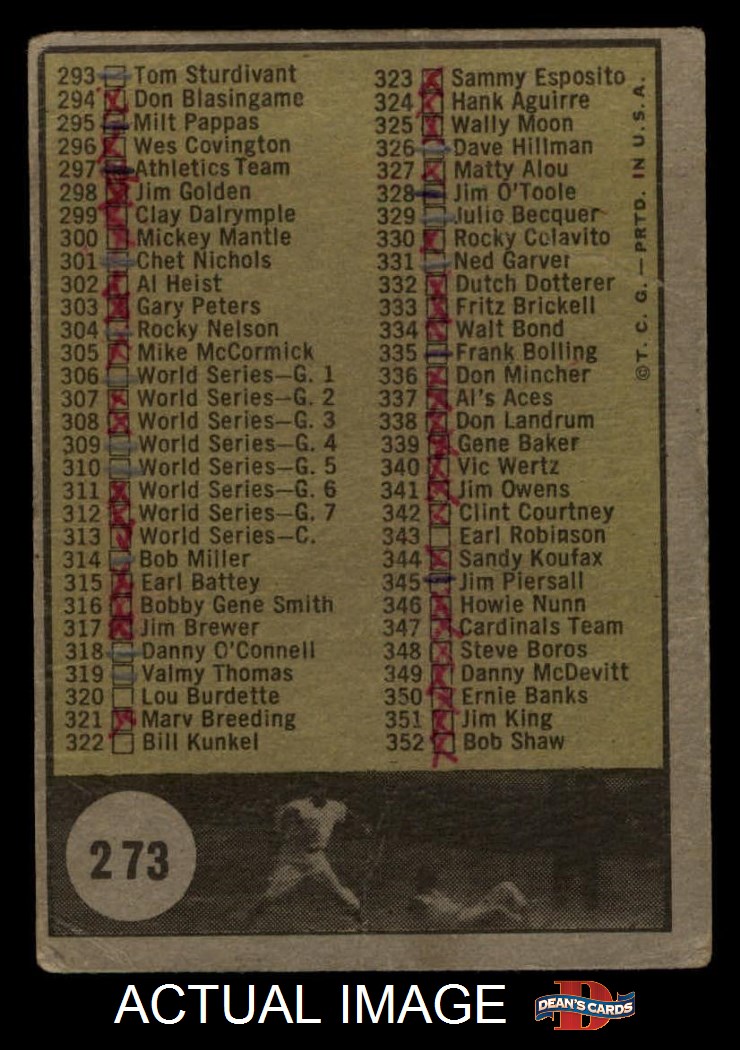 293 Tom Sturdivant
294 Don Blasingame
295 Milt Pappas
296 Wes Covington
297 Athletics Team
298 Jim Golden
299 Clay Dalrymple
300 Mickey Mantle
301 Chet Nichols
302 Al Heist
303 Gary Peters
304 Rocky Nelson
305 Mike McCormick
306 World Series—G. 1
307 World Series—G. 2
308 World Series—G. 3
309 World Series—G. 4
310 World Series—G. 5
311 World Series—G. 6
312 World Series—G. 7
313 World Series—C.
314 Bob Miller
315 Earl Battey
316 Bobby Gene Smith
317 Jim Brewer
318 Danny O'Connell
319 Valmy Thomas
320 Lou Burdette
321 Marv Breeding
322 Bill Kunkel
323 Sammy Esposito
324 Hank Aguirre
325 Wally Moon
326 Dave Hillman
327 Matty Alou
328 Jim O'Toole
329 Julio Becquer
330 Rocky Colavito
331 Ned Garver
332 Dutch Dotterer
333 Fritz Brickell
334 Walt Bond
335 Frank Bolling
336 Don Mincher
337 Al's Aces
338 Don Landrum
339 Gene Baker
340 Vic Wertz
341 Jim Owens
342 Clint Courtney
343 Earl Robinson
344 Sandy Koufax
345 Jim Piersall
346 Howie Nunn
347 Cardinals Team
348 Steve Boros
349 Danny McDevitt
350 Ernie Banks
351 Jim King
352 Bob Shaw
©T. C. G.—PRTD. IN U.S.A.
273
ACTUAL IMAGE
D
DEAN'S CARDS